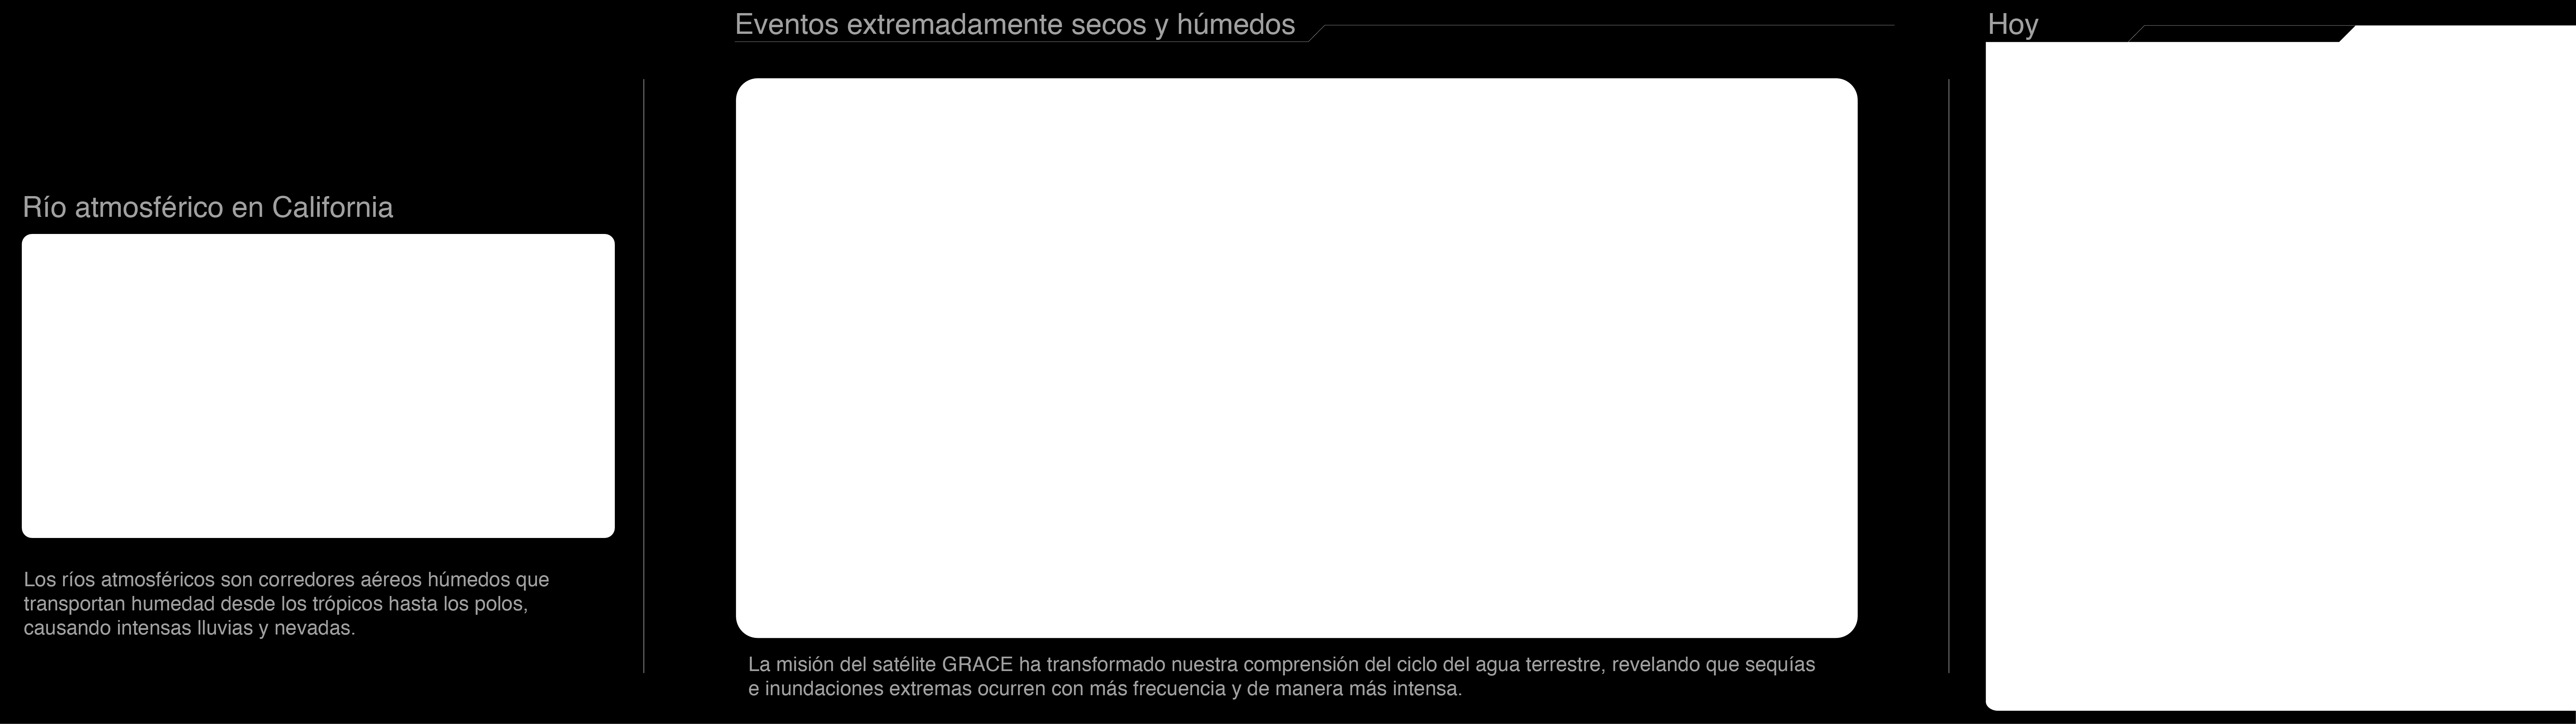 Río atmosférico en California
Los ríos atmosféricos son corredores aéreos húmedos que
transportan humedad desde los trópicos hasta los polos,
causando intensas lluvias y nevadas.
Eventos extremadamente secos y húmedos
La misión del satélite GRACE ha transformado nuestra comprensión del ciclo del agua terrestre, revelando que sequías
e inundaciones extremas ocurren con más frecuencia y de manera más intensa.
Hoy